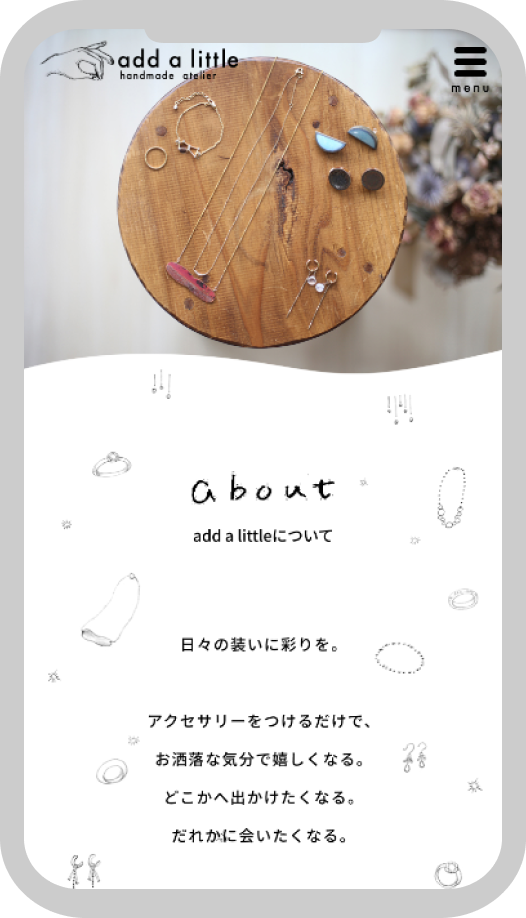 add a little
handmade atelier
menu
about
add a littleについて
日々の装いに彩りを。
アクセサリーをつけるだけで、
お洒落な気分で嬉しくなる。
どこかへ出かけたくなる。
だれかに会いたくなる。